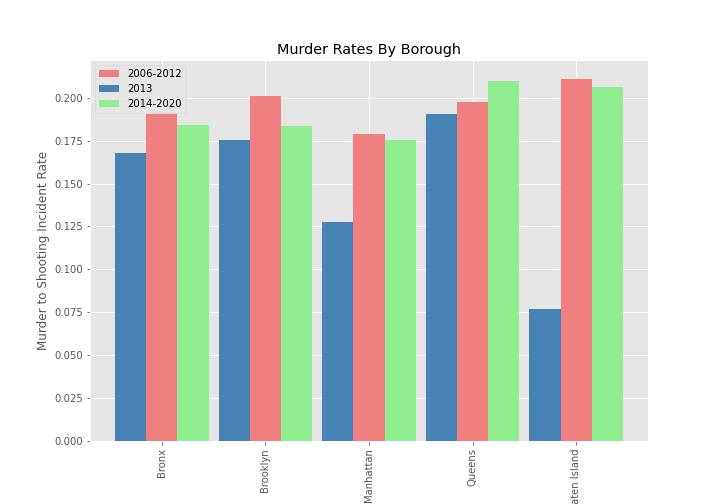 Murder Rates By Borough
2006-2012
2013
2014-2020
Murder to Shooting Incident Rate
0.200
0.175
0.150
0.125
0.100
0.075
0.050
0.025
0.000
Bronx
Brooklyn
Manhattan
Queens
aten Island